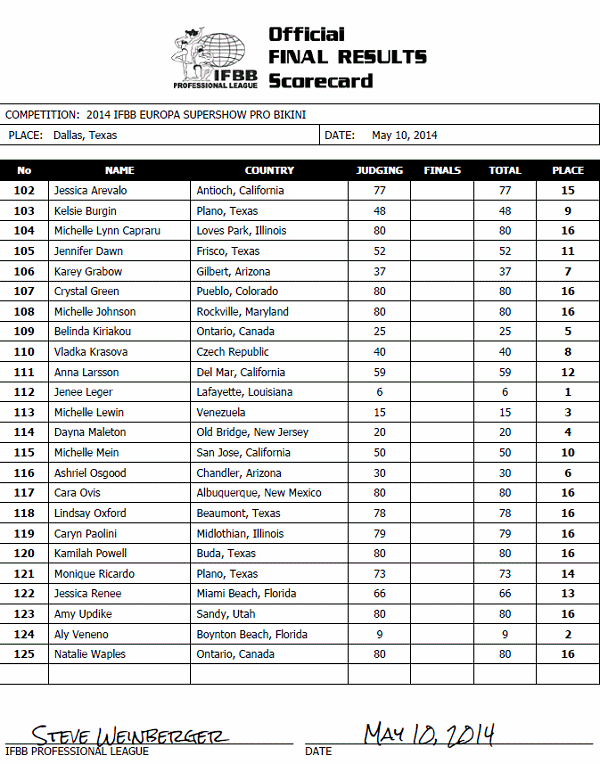 Official
FINAL RESULTS
Scorecard
IFBB
PROFESSIONAL LEAGUE
COMPETITION: 2014 IFBB EUROPA SUPERSHOW PRO BIKINI
PLACE: Dallas, Texas DATE: May 10, 2014
No NAME COUNTRY JUDGING FINALS TOTAL PLACE
102 Jessica Arevalo Antioch, California 77 77 15
103 Kelsie Burgin Plano, Texas 48 48 9
104 Michelle Lynn Capraru Loves Park, Illinois 80 80 16
105 Jennifer Dawn Frisco, Texas 52 52 11
106 Karey Grabow Gilbert, Arizona 37 37 7
107 Crystal Green Pueblo, Colorado 80 80 16
108 Michelle Johnson Rockville, Maryland 80 80 16
109 Belinda Kiriakou Ontario, Canada 25 25 5
110 Vladka Krasova Czech Republic 40 40 8
111 Anna Larsson Del Mar, California 59 59 12
112 Jenee Leger Lafayette, Louisiana 6 6 1
113 Michelle Lewin Venezuela 15 15 3
114 Dayna Maleton Old Bridge, New Jersey 20 20 4
115 Michelle Mein San Jose, California 50 50 10
116 Ashriel Osgood Chandler, Arizona 30 30 6
117 Cara Ovis Albuquerque, New Mexico 80 80 16
118 Lindsay Oxford Beaumont, Texas 78 78 16
119 Caryn Paolini Midlothian, Illinois 79 79 16
120 Kamilah Powell Buda, Texas 80 80 16
121 Monique Ricardo Plano, Texas 73 73 14
122 Jessica Renee Miami Beach, Florida 66 66 13
123 Amy Updike Sandy, Utah 80 80 16
124 Aly Veneno Boynton Beach, Florida 9 9 2
125 Natalie Waples Ontario, Canada 80 80 16
STEVE WEINBERGER MAY 10, 2014
IFBB PROFESSIONAL LEAGUE DATE